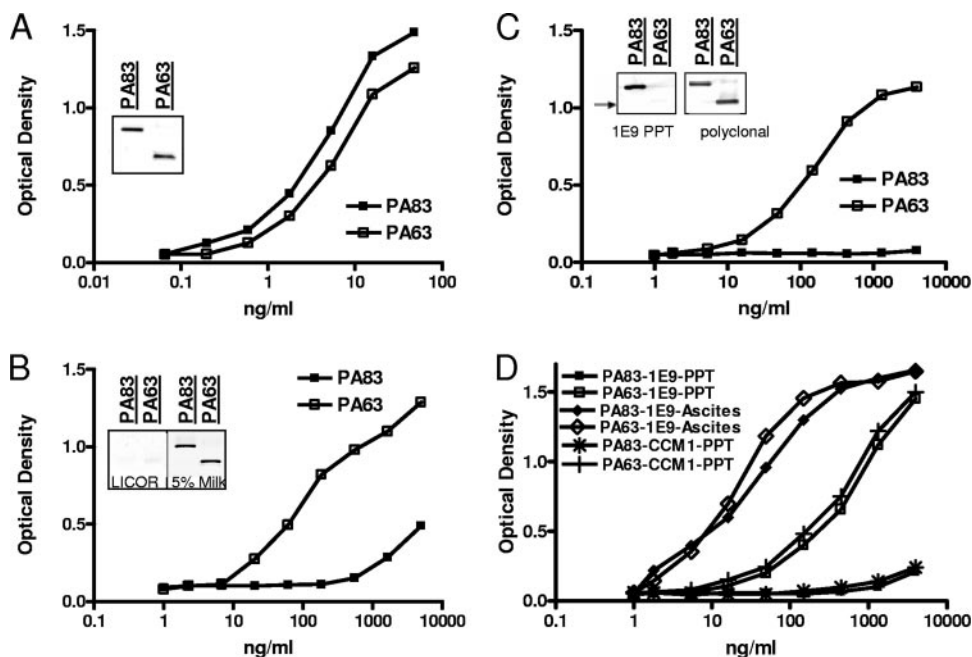 A
Optical Density
1.5
1.0
0.5
0.0
0.01
0.1
1
10
100
ng/ml
PA83
PA63
PA83
PA63
B
Optical Density
1.5
1.0
0.5
0.0
0.1
1
10
100
1000
10000
ng/ml
PA83
PA63
PA83
PA63
LICOR
5% Milk
PA83
PA63
C
Optical Density
1.5
1.0
0.5
0.0
0.1
1
10
100
1000
10000
ng/ml
PA83
PA63
PA83
PA63
1E9 PPT
polyclonal
PA83
PA63
D
Optical Density
1.5
1.0
0.5
0.0
0.1
1
10
100
1000
10000
ng/ml
PA83-1E9-PPT
PA63-1E9-PPT
PA83-1E9-Ascites
PA63-1E9-Ascites
PA83-CCM1-PPT
PA63-CCM1-PPT